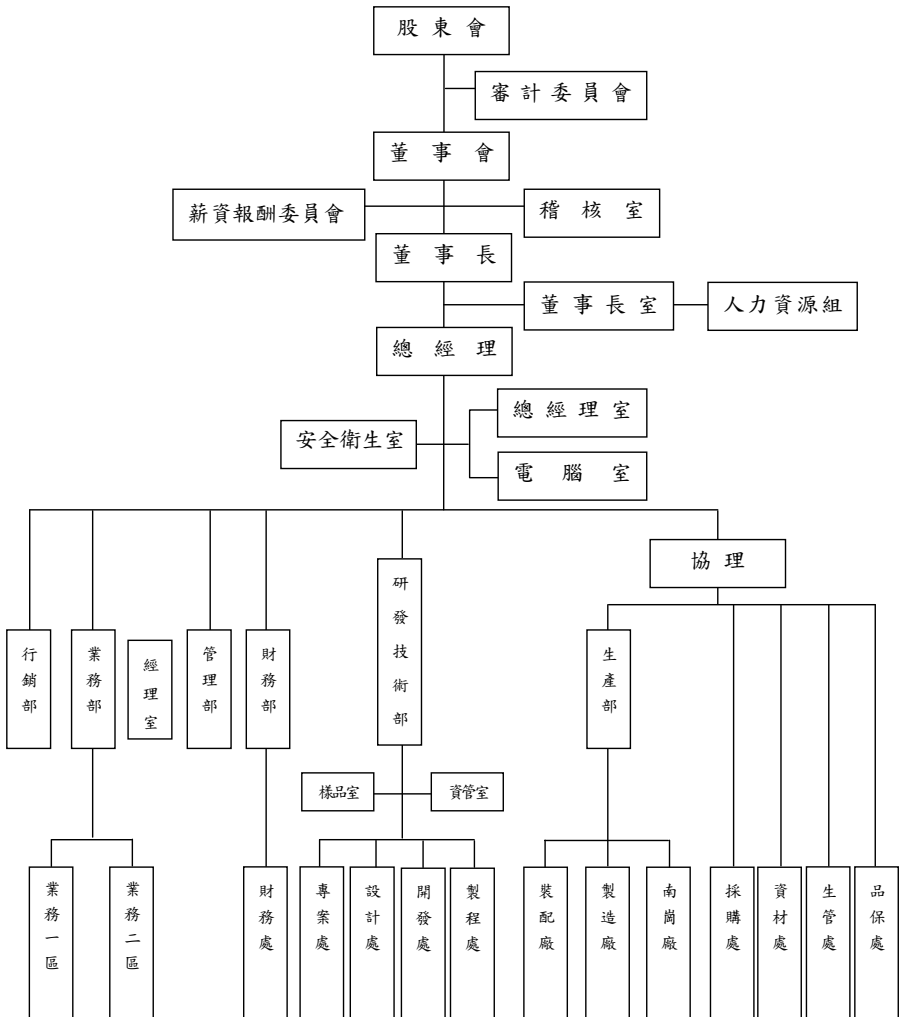 股東會
審計委員會
董事會
薪資報酬委員會
稽核室
董事長
董事長室
人力資源組
總經理
總經理室
安全衛生室
電腦室
協理
行銷部
業務部
經理室
管理部
財務部
研發技術部
生產部
樣品室
資管室
業務一區
業務二區
財務處
專案處
設計處
開發處
製程處
裝配廠
製造廠
南崗廠
採購處
資材處
生管處
品保處